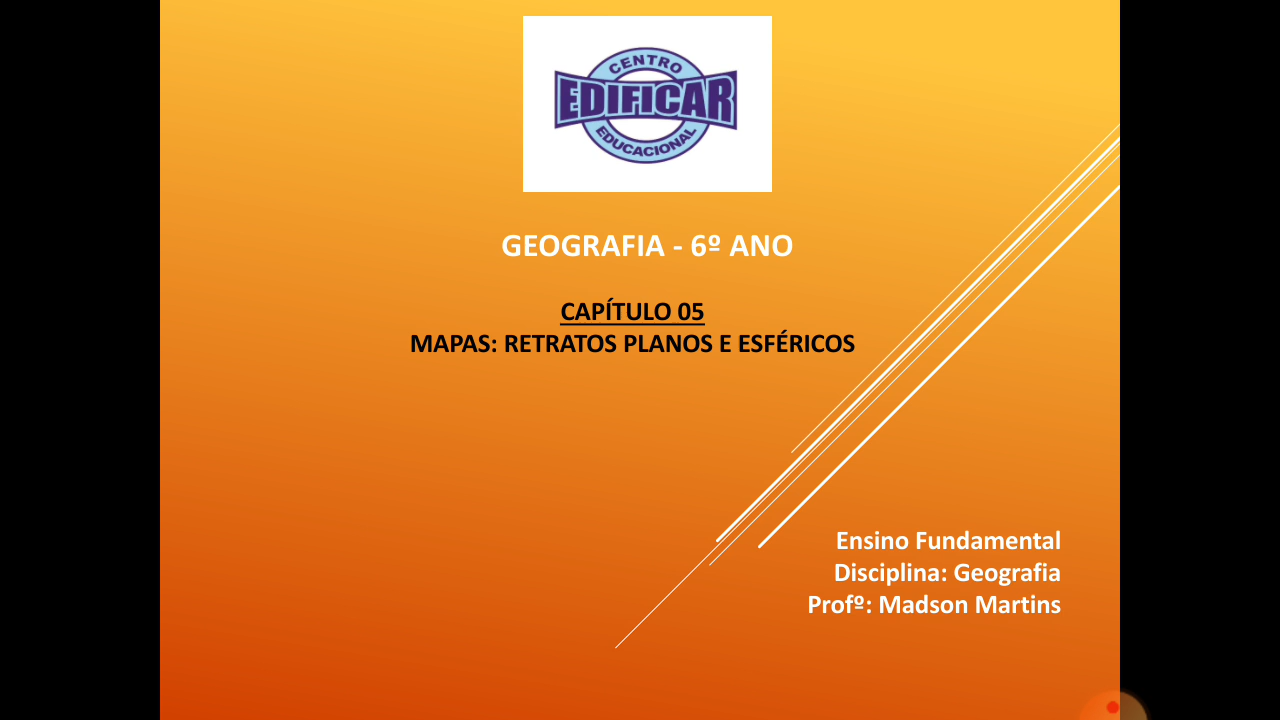 CENTRO
EDIFICAR
EDUCACIONAL
GEOGRAFIA - 6º ANO
CAPÍTULO 05
MAPAS: RETRATOS PLANOS E ESFÉRICOS
Ensino Fundamental
Disciplina: Geografia
Profº: Madson Martins